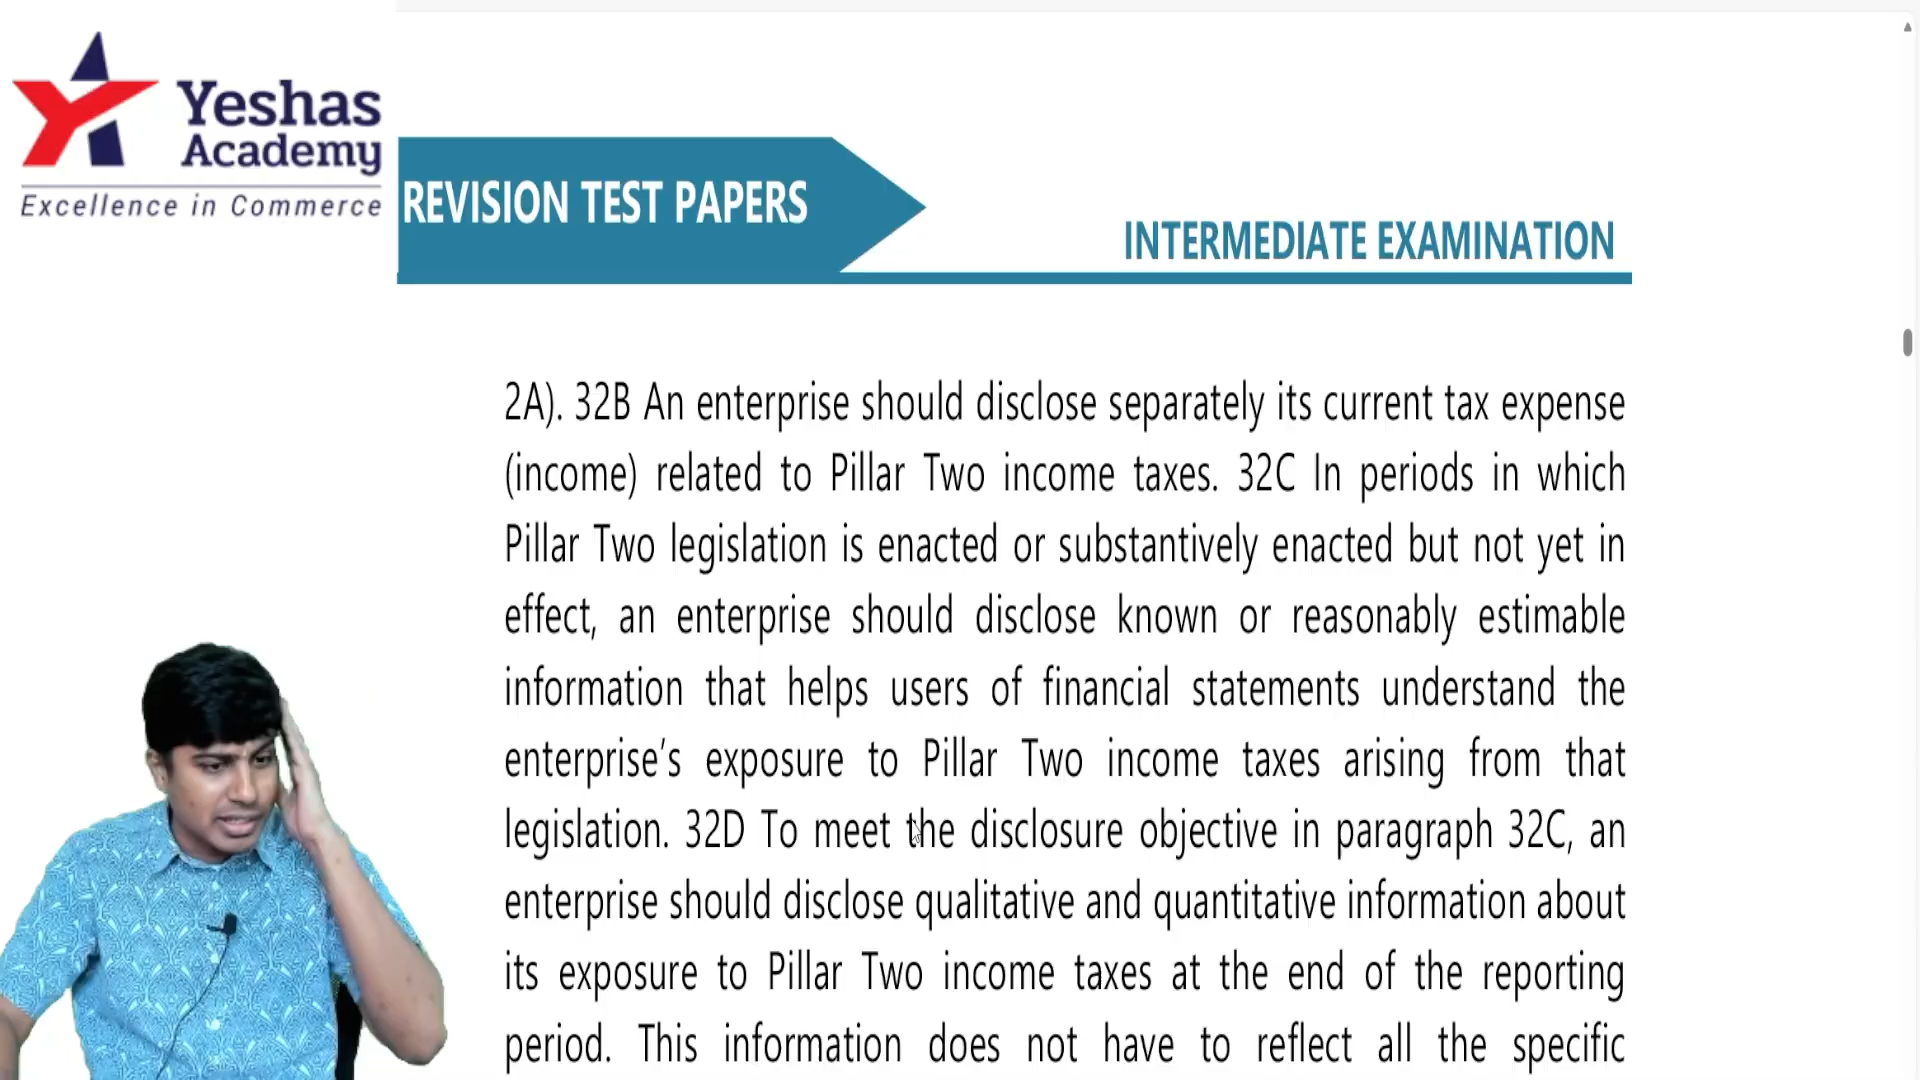 Yeshas
Academy
Excellence in Commerce
REVISION TEST PAPERS
INTERMEDIATE EXAMINATION
2A). 32B An enterprise should disclose separately its current tax expense
(income) related to Pillar Two income taxes. 32C In periods in which
Pillar Two legislation is enacted or substantively enacted but not yet in
effect, an enterprise should disclose known or reasonably estimable
information that helps users of financial statements understand the
enterprise’s exposure to Pillar Two income taxes arising from that
legislation. 32D To meet the disclosure objective in paragraph 32C, an
enterprise should disclose qualitative and quantitative information about
its exposure to Pillar Two income taxes at the end of the reporting
period. This information does not have to reflect all the specific